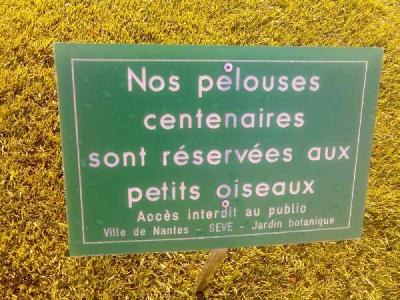 Nos pelouses
centenaires
sont réservées aux
petits oiseaux
Accès interdit au public
Ville de Nantes - SEVE - Jardin botanique